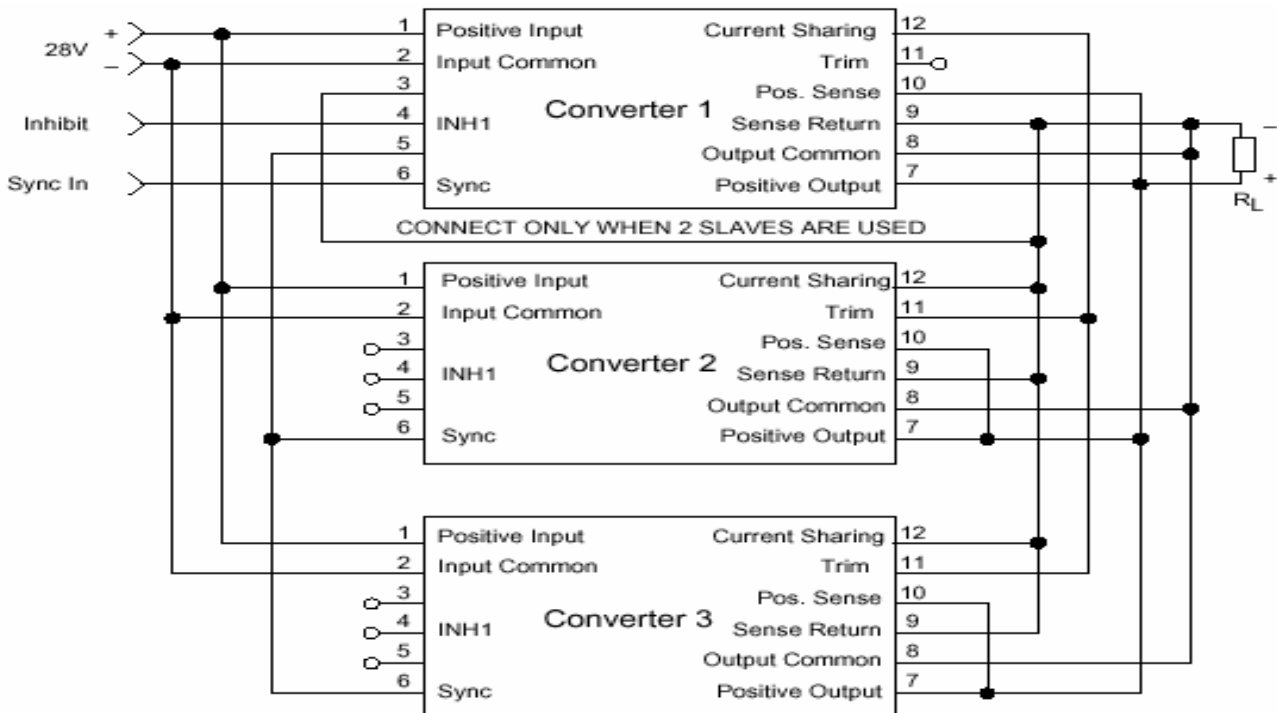 +
28V
–
Inhibit
Sync In
1 Positive Input Current Sharing 12
2 Input Common Trim 11
3 Pos. Sense 10
Converter 1
4 INH1 Sense Return 9
5 Output Common 8
6 Sync Positive Output 7
–
+
RL
CONNECT ONLY WHEN 2 SLAVES ARE USED
1 Positive Input Current Sharing 12
2 Input Common Trim 11
3 Pos. Sense 10
Converter 2
4 INH1 Sense Return 9
5 Output Common 8
6 Sync Positive Output 7
1 Positive Input Current Sharing 12
2 Input Common Trim 11
3 Pos. Sense 10
Converter 3
4 INH1 Sense Return 9
5 Output Common 8
6 Sync Positive Output 7